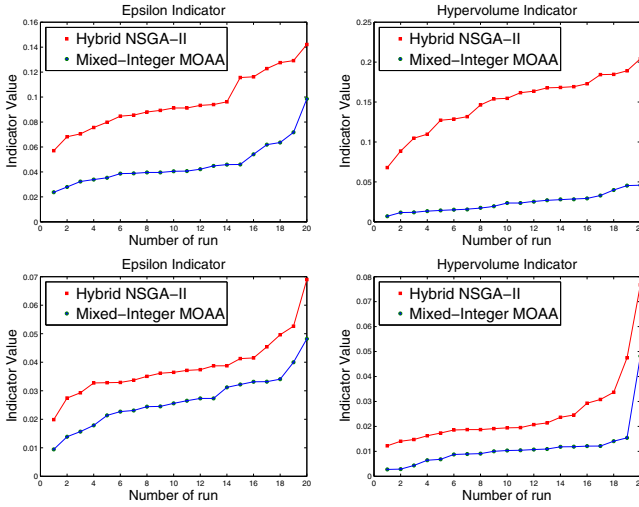 Epsilon Indicator
0.16
0.14
0.12
0.1
0.08
0.06
0.04
0.02
0
Indicator Value
Hybrid NSGA-II
Mixed-Integer MOAA
0 2 4 6 8 10 12 14 16 18 20
Number of run
Hypervolume Indicator
0.25
0.2
0.15
0.1
0.05
0
Indicator Value
Hybrid NSGA-II
Mixed-Integer MOAA
0 2 4 6 8 10 12 14 16 18 20
Number of run
Epsilon Indicator
0.07
0.06
0.05
0.04
0.03
0.02
0.01
0
Indicator Value
Hybrid NSGA-II
Mixed-Integer MOAA
0 2 4 6 8 10 12 14 16 18 20
Number of run
Hypervolume Indicator
0.08
0.07
0.06
0.05
0.04
0.03
0.02
0.01
0
Indicator Value
Hybrid NSGA-II
Mixed-Integer MOAA
0 2 4 6 8 10 12 14 16 18 20
Number of run